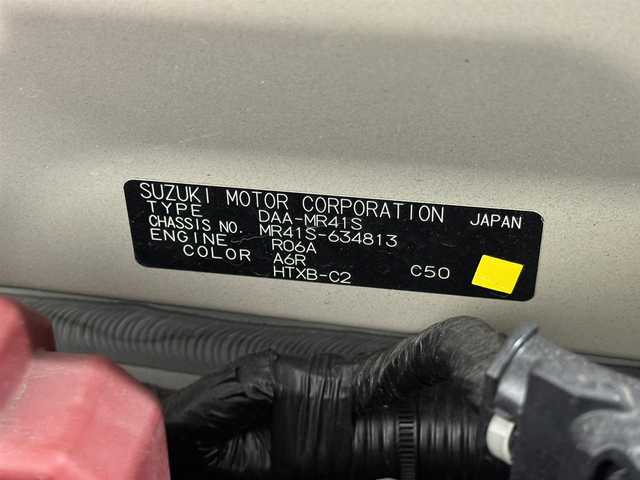 SUZUKI MOTOR CORPORATION JAPAN
TYPE DAA-MR41S
CHASSIS NO. MR41S-634813
ENGINE R06A
COLOR A6R
HTXB-C2 C50